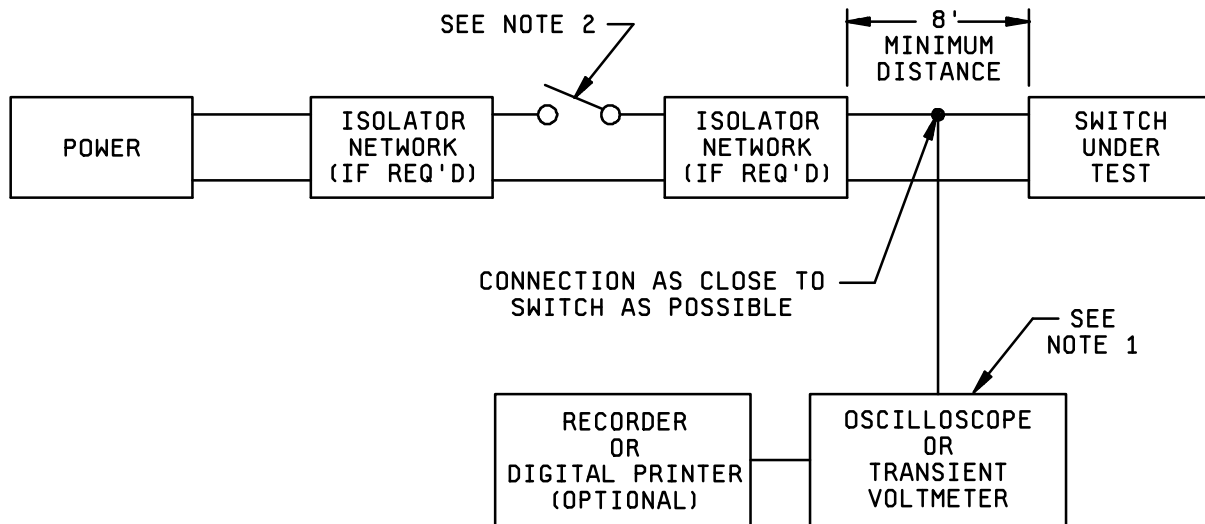 SEE NOTE 2
8'
MINIMUM
DISTANCE
POWER
ISOLATOR
NETWORK
(IF REQ'D)
ISOLATOR
NETWORK
(IF REQ'D)
SWITCH
UNDER
TEST
CONNECTION AS CLOSE TO
SWITCH AS POSSIBLE
SEE
NOTE 1
RECORDER
OR
DIGITAL PRINTER
(OPTIONAL)
OSCILLOSCOPE
OR
TRANSIENT
VOLTMETER